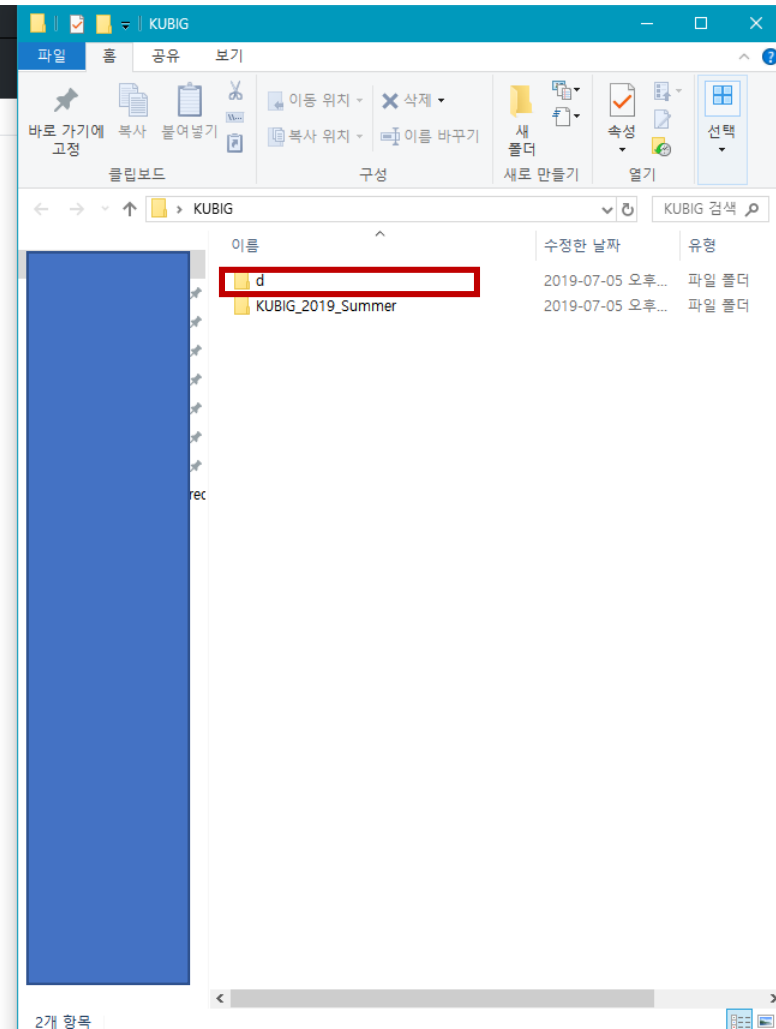 KUBIG
파일 홈 공유 보기
바로 가기에 고정 복사 붙여넣기 이동 위치 복사 위치 삭제 이름 바꾸기 새 폴더 속성 선택
클립보드 구성 새로 만들기 열기
KUBIG KUBIG 검색
이름 수정한 날짜 유형
d 2019-07-05 오후... 파일 폴더
KUBIG_2019_Summer 2019-07-05 오후... 파일 폴더
rec
2개 항목